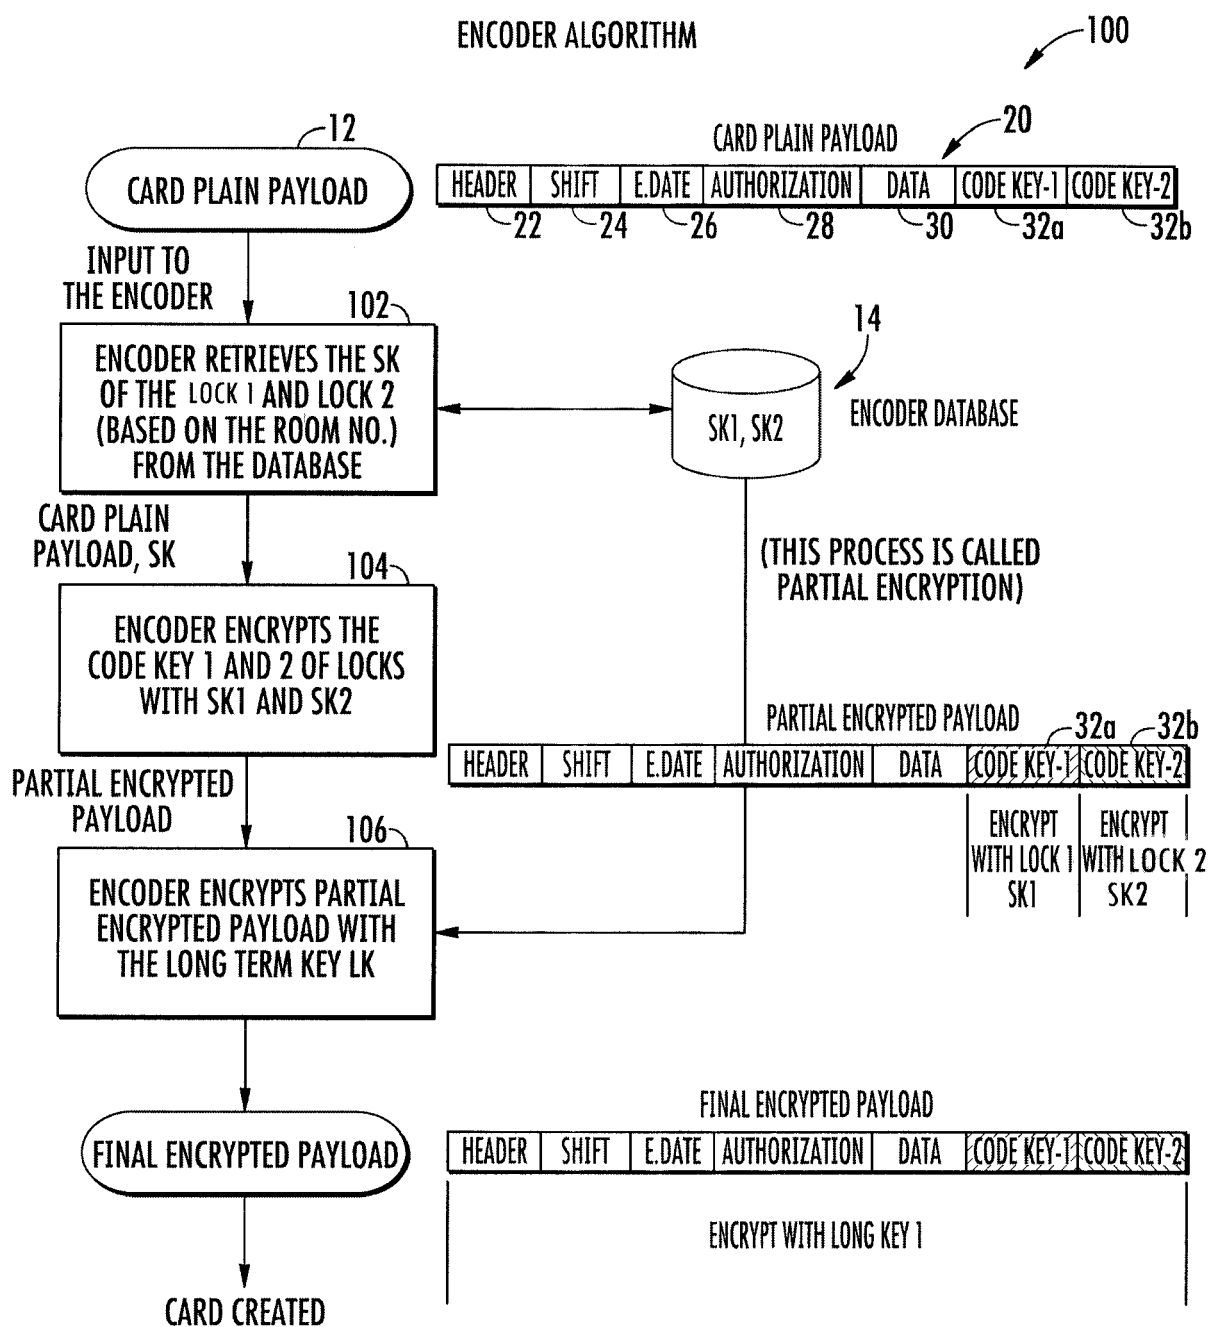 ENCODER ALGORITHM
100
12
CARD PLAIN PAYLOAD
CARD PLAIN PAYLOAD
20
HEADER SHIFT E.DATE AUTHORIZATION DATA CODE KEY-1 CODE KEY-2
22 24 26 28 30 32a 32b
INPUT TO
THE ENCODER
102
ENCODER RETRIEVES THE SK
OF THE LOCK 1 AND LOCK 2
(BASED ON THE ROOM NO.)
FROM THE DATABASE
14
SK1, SK2
ENCODER DATABASE
CARD PLAIN
PAYLOAD, SK
(THIS PROCESS IS CALLED
PARTIAL ENCRYPTION)
104
ENCODER ENCRYPTS THE
CODE KEY 1 AND 2 OF LOCKS
WITH SK1 AND SK2
PARTIAL ENCRYPTED PAYLOAD
32a 32b
HEADER SHIFT E.DATE AUTHORIZATION DATA CODE KEY-1 CODE KEY-2
ENCRYPT
WITH LOCK 1
SK1
ENCRYPT
WITH LOCK 2
SK2
PARTIAL ENCRYPTED
PAYLOAD
106
ENCODER ENCRYPTS PARTIAL
ENCRYPTED PAYLOAD WITH
THE LONG TERM KEY LK
FINAL ENCRYPTED PAYLOAD
FINAL ENCRYPTED PAYLOAD
HEADER SHIFT E.DATE AUTHORIZATION DATA CODE KEY-1 CODE KEY-2
ENCRYPT WITH LONG KEY 1
CARD CREATED